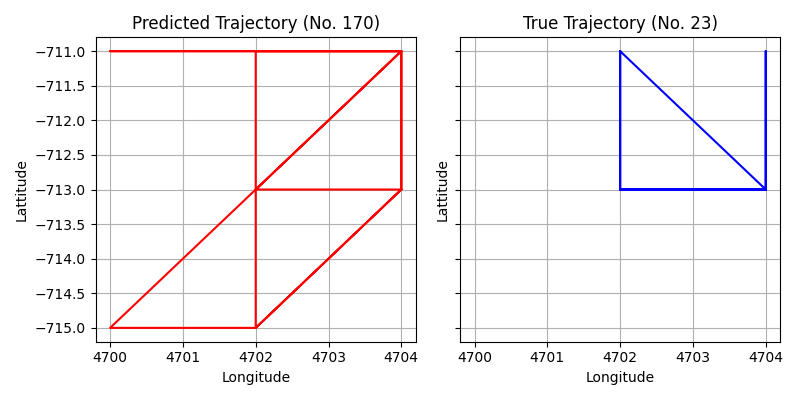 Predicted Trajectory (No. 170)
−711.0
−711.5
−712.0
−712.5
−713.0
−713.5
−714.0
−714.5
−715.0
Lattitude
4700 4701 4702 4703 4704
Longitude
True Trajectory (No. 23)
Lattitude
4700 4701 4702 4703 4704
Longitude